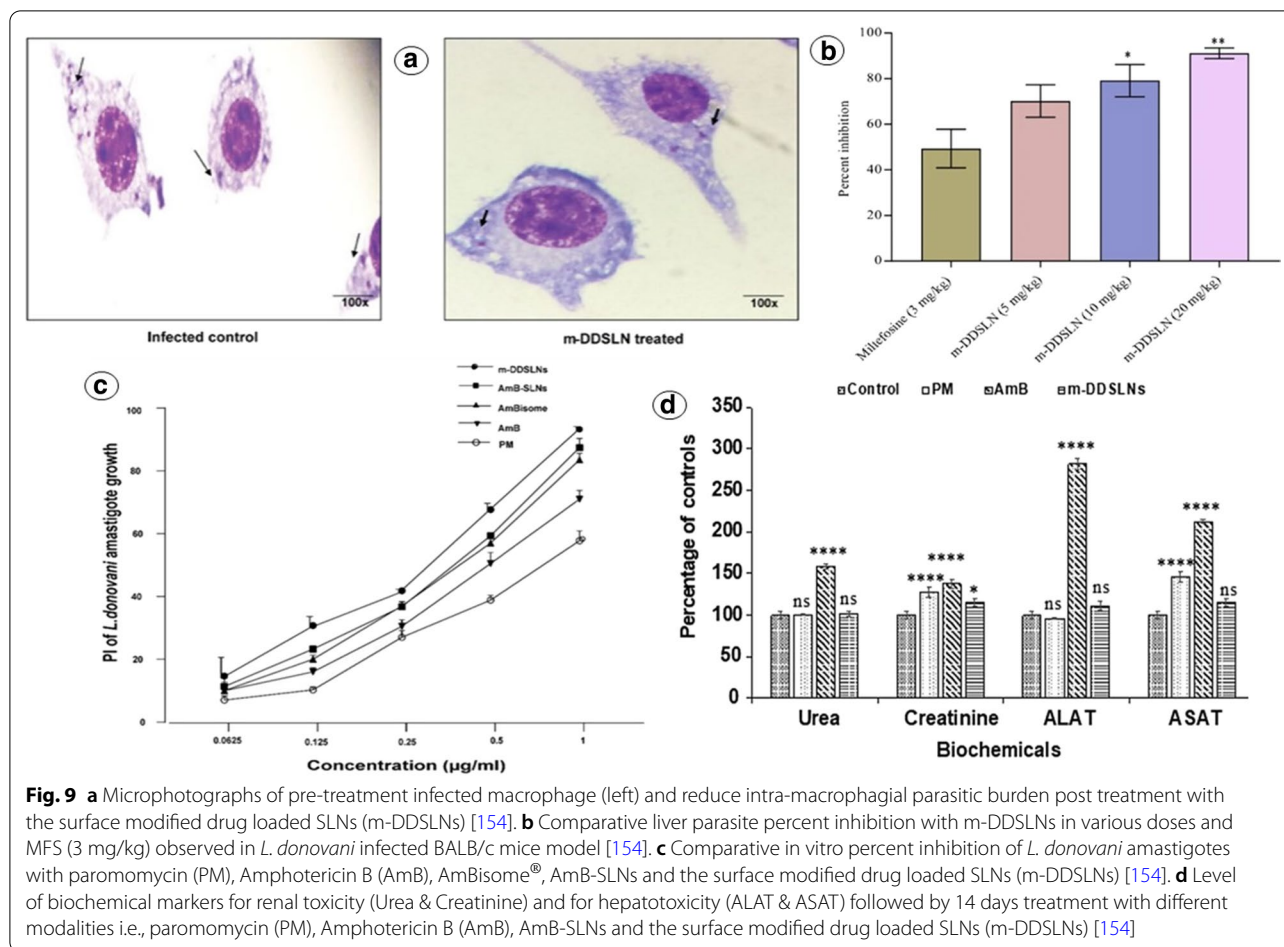 a
100x
Infected control
100x
m-DDSLN treated
b
Percent inhibition
100
80
60
40
20
0
*
**
Miltefosine (3 mg/kg)
m-DDSLN (5 mg/kg)
m-DDSLN (10 mg/kg)
m-DDSLN (20 mg/kg)
c
m-DDSLNs
AmB-SLNs
AmBisome
AmB
PM
PI of L.donovani amastigote growth
100
80
60
40
20
0
0.0625
0.125
0.25
0.5
1
Concentration (µg/ml)
d
Control PM AmB m-DDSLNs
Percentage of controls
350
300
250
200
150
100
50
0
ns
****
ns
****
****
*
ns
****
ns
****
****
ns
Urea
Creatinine
ALAT
ASAT
Biochemicals
Fig. 9 a Microphotographs of pre-treatment infected macrophage (left) and reduce intra-macrophagial parasitic burden post treatment with
the surface modified drug loaded SLNs (m-DDSLNs) [154]. b Comparative liver parasite percent inhibition with m-DDSLNs in various doses and
MFS (3 mg/kg) observed in L. donovani infected BALB/c mice model [154]. c Comparative in vitro percent inhibition of L. donovani amastigotes
with paromomycin (PM), Amphotericin B (AmB), AmBisome®, AmB-SLNs and the surface modified drug loaded SLNs (m-DDSLNs) [154]. d Level
of biochemical markers for renal toxicity (Urea & Creatinine) and for hepatotoxicity (ALAT & ASAT) followed by 14 days treatment with different
modalities i.e., paromomycin (PM), Amphotericin B (AmB), AmB-SLNs and the surface modified drug loaded SLNs (m-DDSLNs) [154]